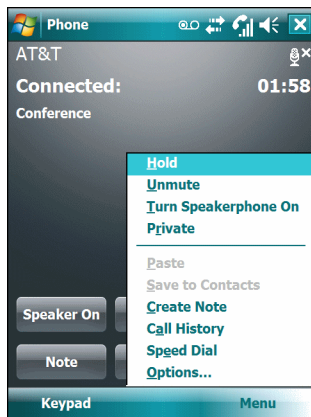 Phone
AT&T
Connected: 01:58
Conference
Hold
Unmute
Turn Speakerphone On
Private
Paste
Save to Contacts
Create Note
Call History
Speed Dial
Options...
Speaker On
Note
Keypad Menu